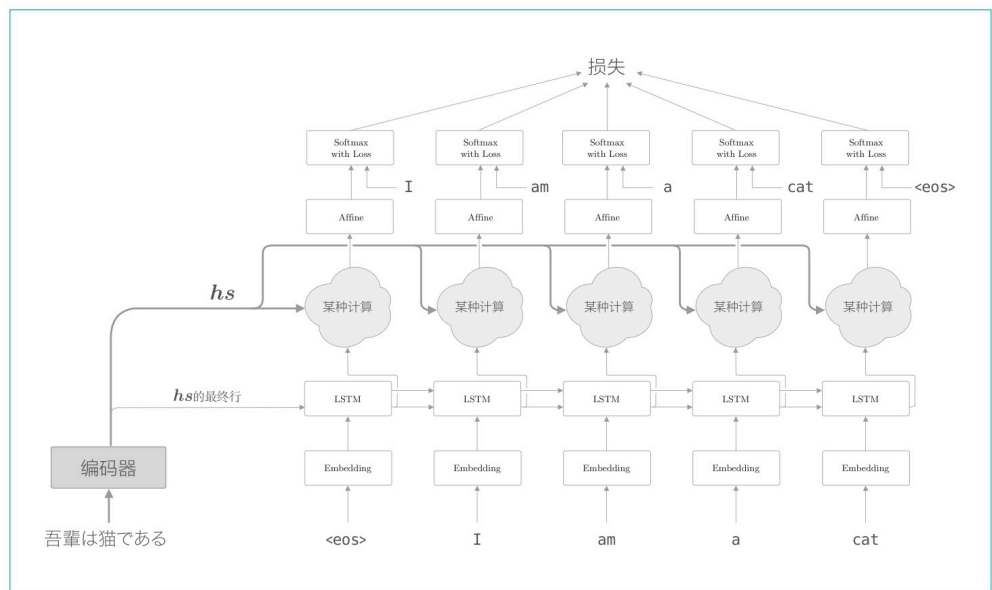 损失
Softmax
with Loss
Softmax
with Loss
Softmax
with Loss
Softmax
with Loss
Softmax
with Loss
I
am
a
cat
<eos>
Affine
Affine
Affine
Affine
Affine
hs
某种计算
某种计算
某种计算
某种计算
某种计算
hs的最终行
LSTM
LSTM
LSTM
LSTM
LSTM
编码器
Embedding
Embedding
Embedding
Embedding
Embedding
吾輩は猫である
<eos>
I
am
a
cat